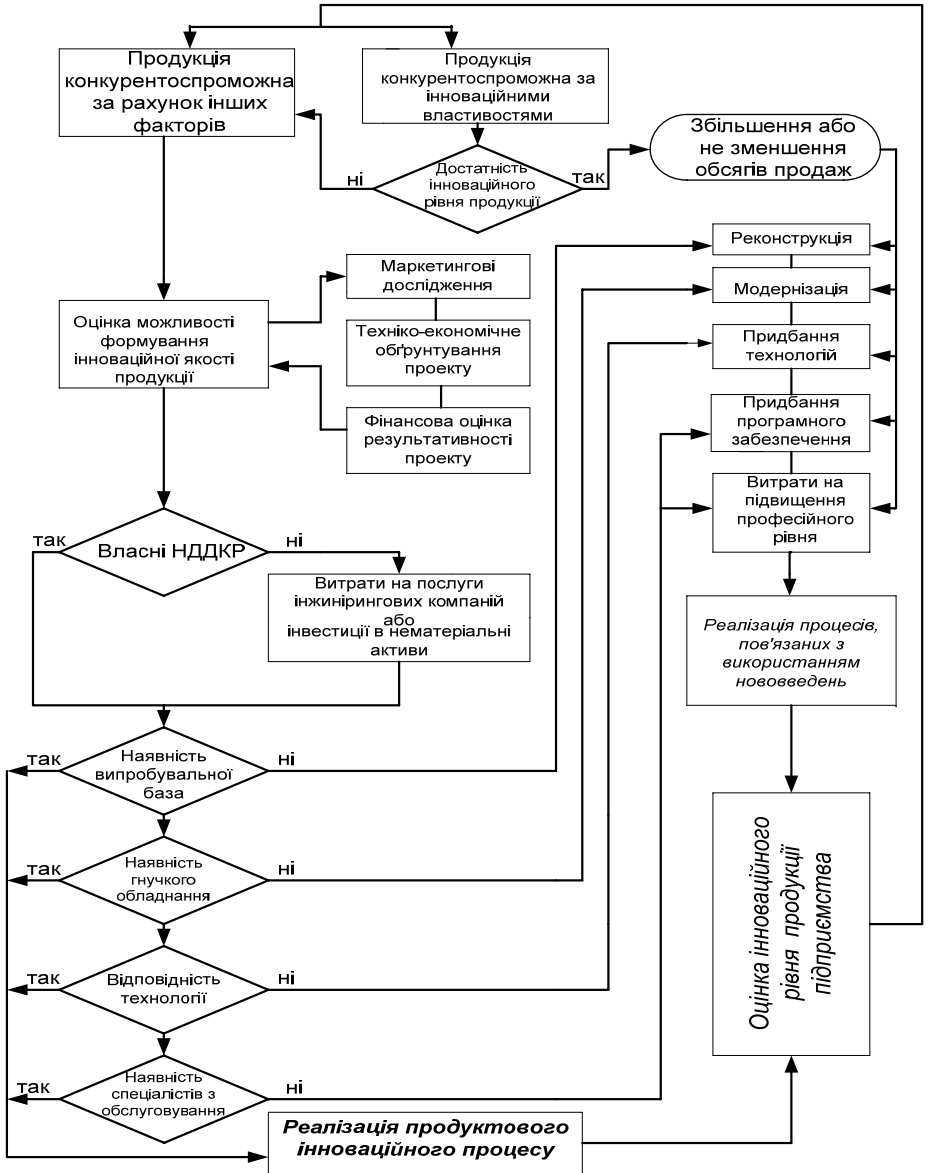 Продукція
конкурентоспроможна
за рахунок інших
факторів
Продукція
конкурентоспроможна за
інноваційними
властивостями
Збільшення або
не зменшення
обсягів продаж
ні
Достатність
інноваційного
рівня продукції
так
Реконструкція
Маркетингові
дослідження
Модернізація
Оцінка можливості
формування
інноваційної якості
продукції
Техніко-економічне
обґрунтування
проекту
Придбання
технологій
Фінансова оцінка
результативності
проекту
Придбання
програмного
забезпечення
Витрати на
підвищення
професійного
рівня
так
Власні НДДКР
ні
Витрати на послуги
інжинірингових компаній
або
інвестиції в нематеріальні
активи
Реалізація процесів,
пов'язаних з
використанням
нововведень
так
Наявність
випробувальної
база
ні
так
Наявність
гнучкого
обладнання
ні
Оцінка інноваційного
рівня продукції
підприємства
так
Відповідність
технології
ні
так
Наявність
спеціалістів з
обслуговування
ні
Реалізація продуктового
інноваційного процесу